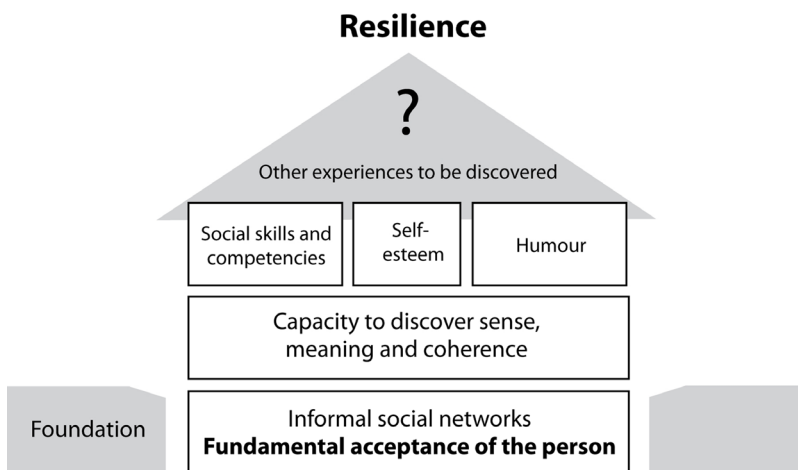 Resilience
?
Other experiences to be discovered
Social skills and
competencies
Self-
esteem
Humour
Capacity to discover sense,
meaning and coherence
Foundation
Informal social networks
Fundamental acceptance of the person